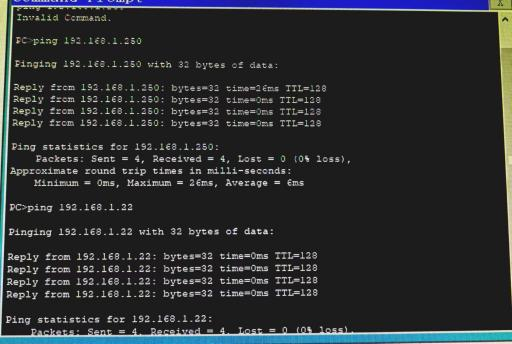 Command Prompt
Invalid Command.
PC>ping 192.168.1.250
Pinging 192.168.1.250 with 32 bytes of data:
Reply from 192.168.1.250: bytes=32 time=26ms TTL=128
Reply from 192.168.1.250: bytes=32 time=0ms TTL=128
Reply from 192.168.1.250: bytes=32 time=0ms TTL=128
Reply from 192.168.1.250: bytes=32 time=0ms TTL=128
Ping statistics for 192.168.1.250:
Packets: Sent = 4, Received = 4, Lost = 0 (0% loss),
Approximate round trip times in milli-seconds:
Minimum = 0ms, Maximum = 26ms, Average = 6ms
PC>ping 192.168.1.22
Pinging 192.168.1.22 with 32 bytes of data:
Reply from 192.168.1.22: bytes=32 time=0ms TTL=128
Reply from 192.168.1.22: bytes=32 time=0ms TTL=128
Reply from 192.168.1.22: bytes=32 time=0ms TTL=128
Reply from 192.168.1.22: bytes=32 time=0ms TTL=128
Ping statistics for 192.168.1.22:
Packets: Sent = 4, Received = 4, Lost = 0 (0% loss),